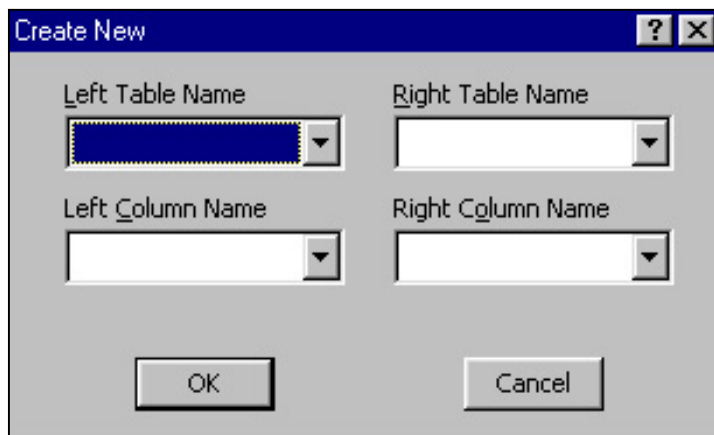 Create New
Left Table Name
Right Table Name
Left Column Name
Right Column Name
OK
Cancel